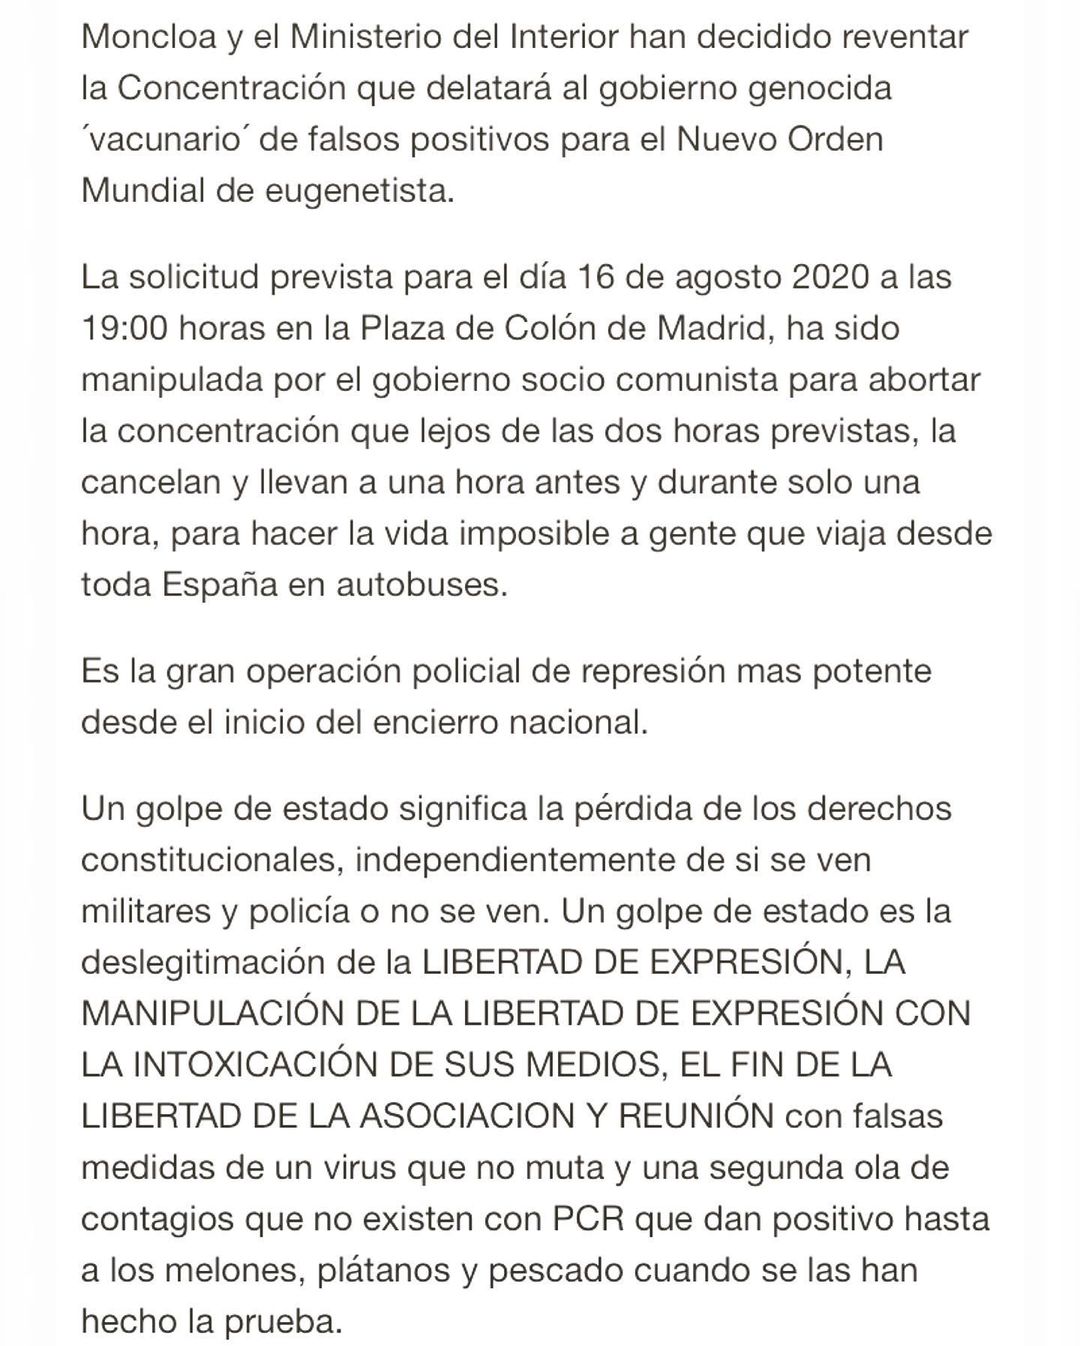 Moncloa y el Ministerio del Interior han decidido reventar
la Concentración que delatará al gobierno genocida
´vacunario´ de falsos positivos para el Nuevo Orden
Mundial de eugenetista.
La solicitud prevista para el día 16 de agosto 2020 a las
19:00 horas en la Plaza de Colón de Madrid, ha sido
manipulada por el gobierno socio comunista para abortar
la concentración que lejos de las dos horas previstas, la
cancelan y llevan a una hora antes y durante solo una
hora, para hacer la vida imposible a gente que viaja desde
toda España en autobuses.
Es la gran operación policial de represión mas potente
desde el inicio del encierro nacional.
Un golpe de estado significa la pérdida de los derechos
constitucionales, independientemente de si se ven
militares y policía o no se ven. Un golpe de estado es la
deslegitimación de la LIBERTAD DE EXPRESIÓN, LA
MANIPULACIÓN DE LA LIBERTAD DE EXPRESIÓN CON
LA INTOXICACIÓN DE SUS MEDIOS, EL FIN DE LA
LIBERTAD DE LA ASOCIACION Y REUNIÓN con falsas
medidas de un virus que no muta y una segunda ola de
contagios que no existen con PCR que dan positivo hasta
a los melones, plátanos y pescado cuando se las han
hecho la prueba.